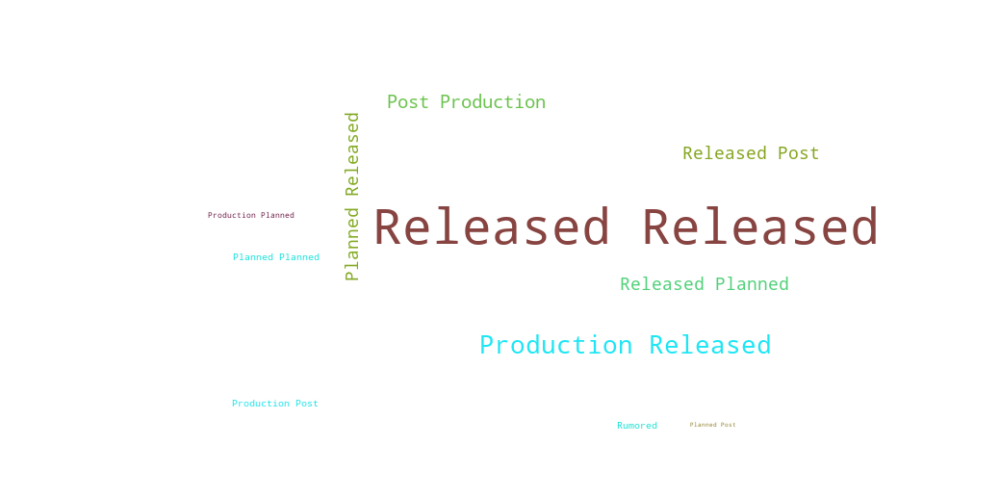 Post Production
Planned Released
Released Post
Production Planned
Released Released
Planned Planned
Released Planned
Production Released
Production Post
Rumored
Planned Post